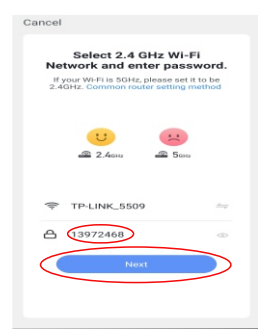 Cancel
Select 2.4 GHz Wi-Fi
Network and enter password.
If your Wi-Fi is 5GHz, please set it to be
2.4GHz. Common router setting method
2.4GHz
5GHz
TP-LINK_5509
13972468
Next